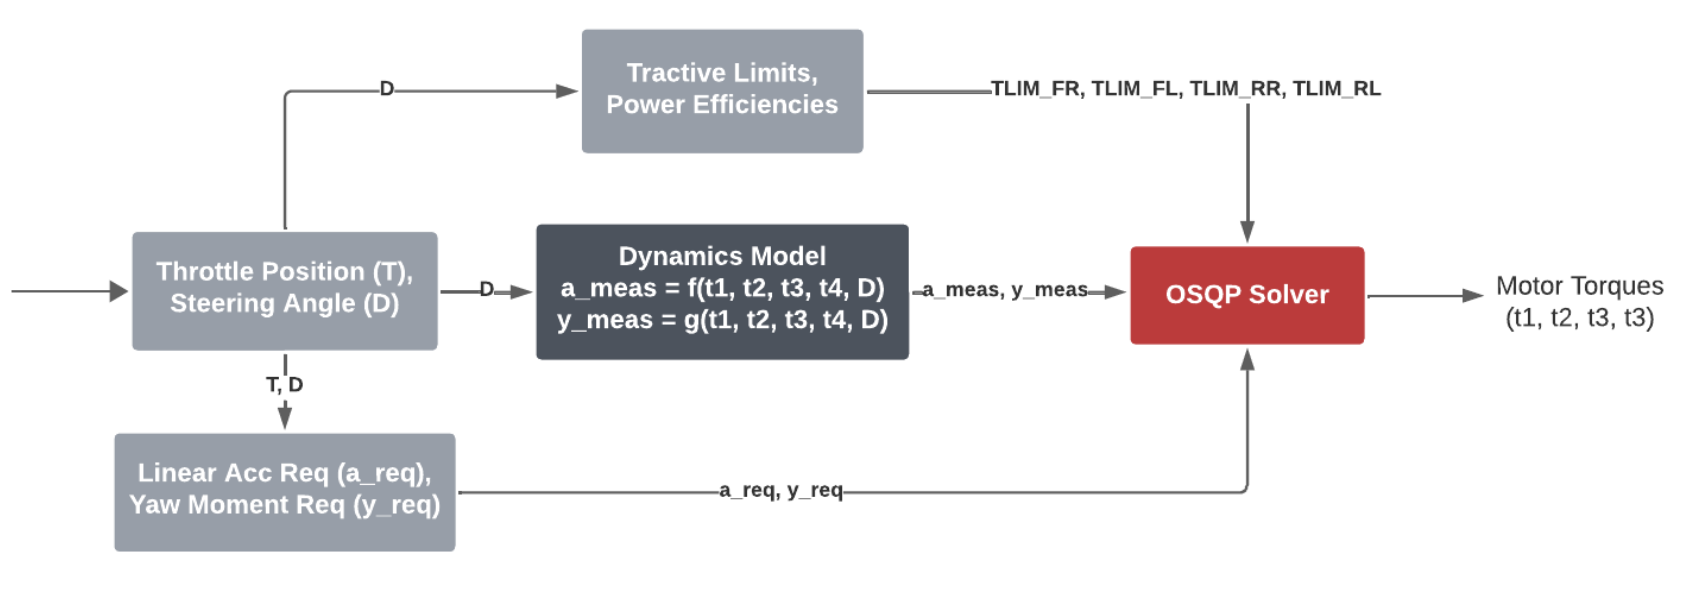 D
Tractive Limits,
Power Efficiencies
TLIM_FR, TLIM_FL, TLIM_RR, TLIM_RL
Throttle Position (T),
Steering Angle (D)
D
Dynamics Model
a_meas = f(t1, t2, t3, t4, D)
y_meas = g(t1, t2, t3, t4, D)
a_meas, y_meas
OSQP Solver
Motor Torques
(t1, t2, t3, t3)
T, D
Linear Acc Req (a_req),
Yaw Moment Req (y_req)
a_req, y_req